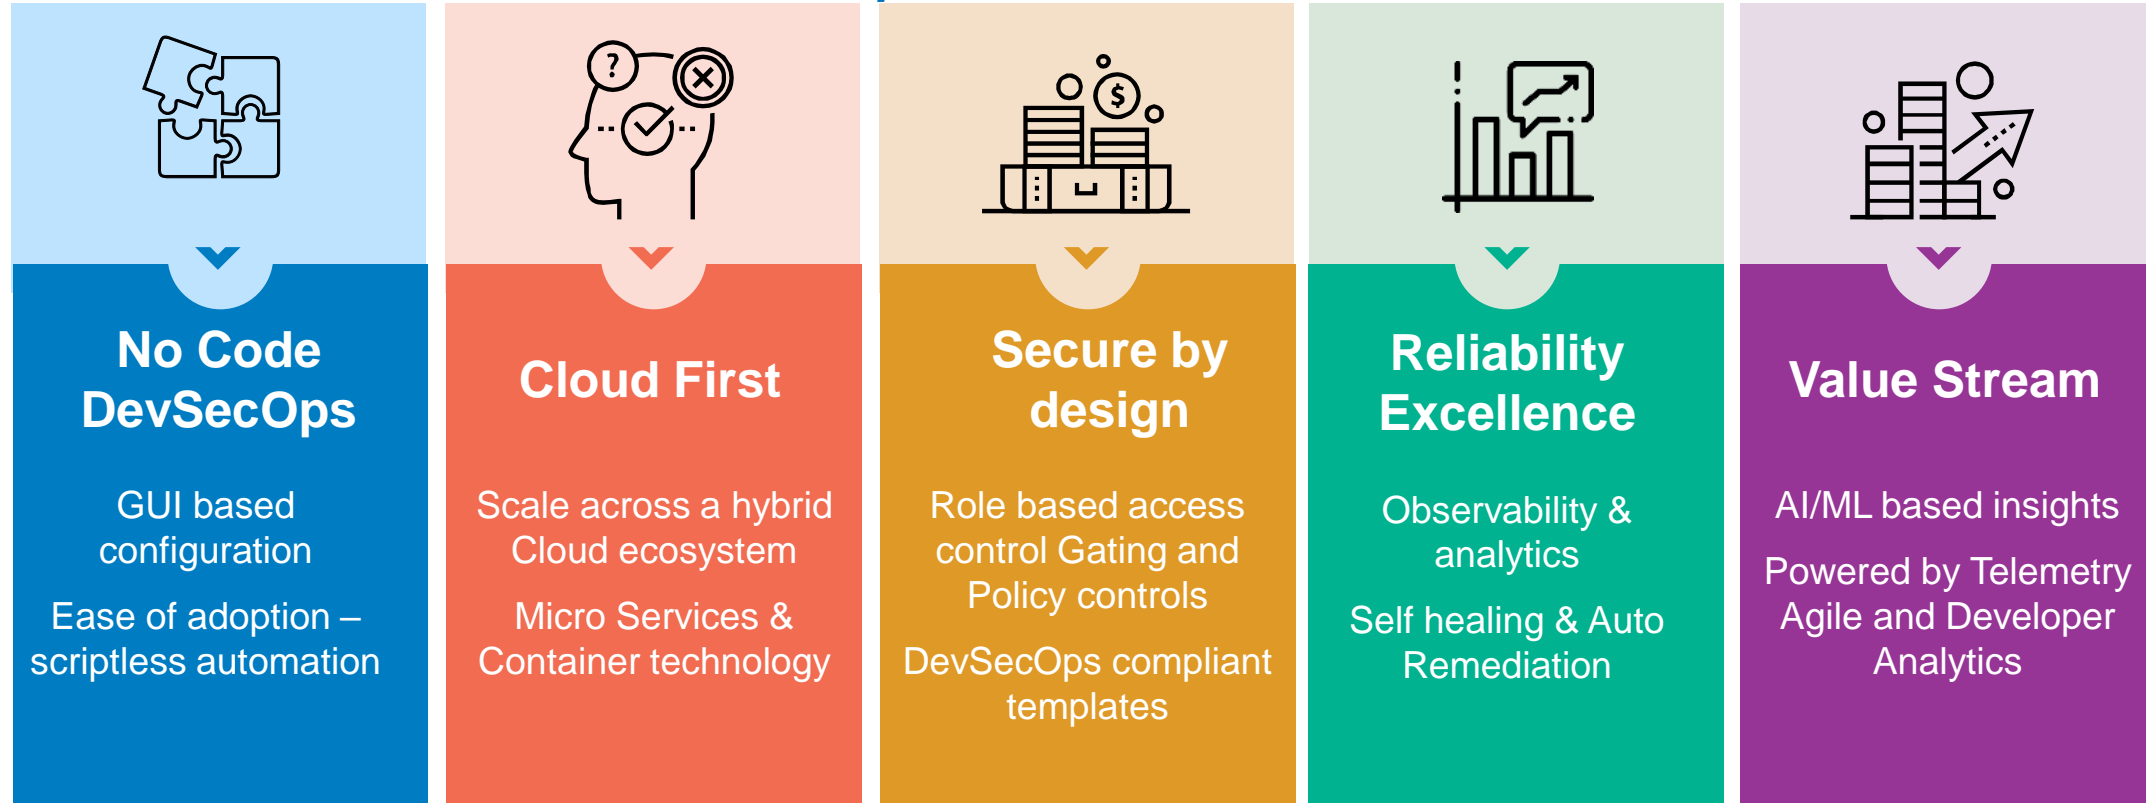 No Code
DevSecOps
GUI based
configuration
Ease of adoption –
scriptless automation
Cloud First
Scale across a hybrid
Cloud ecosystem
Micro Services &
Container technology
$
Secure by
design
Role based access
control Gating and
Policy controls
DevSecOps compliant
templates
Reliability
Excellence
Observability &
analytics
Self healing & Auto
Remediation
Value Stream
AI/ML based insights
Powered by Telemetry
Agile and Developer
Analytics